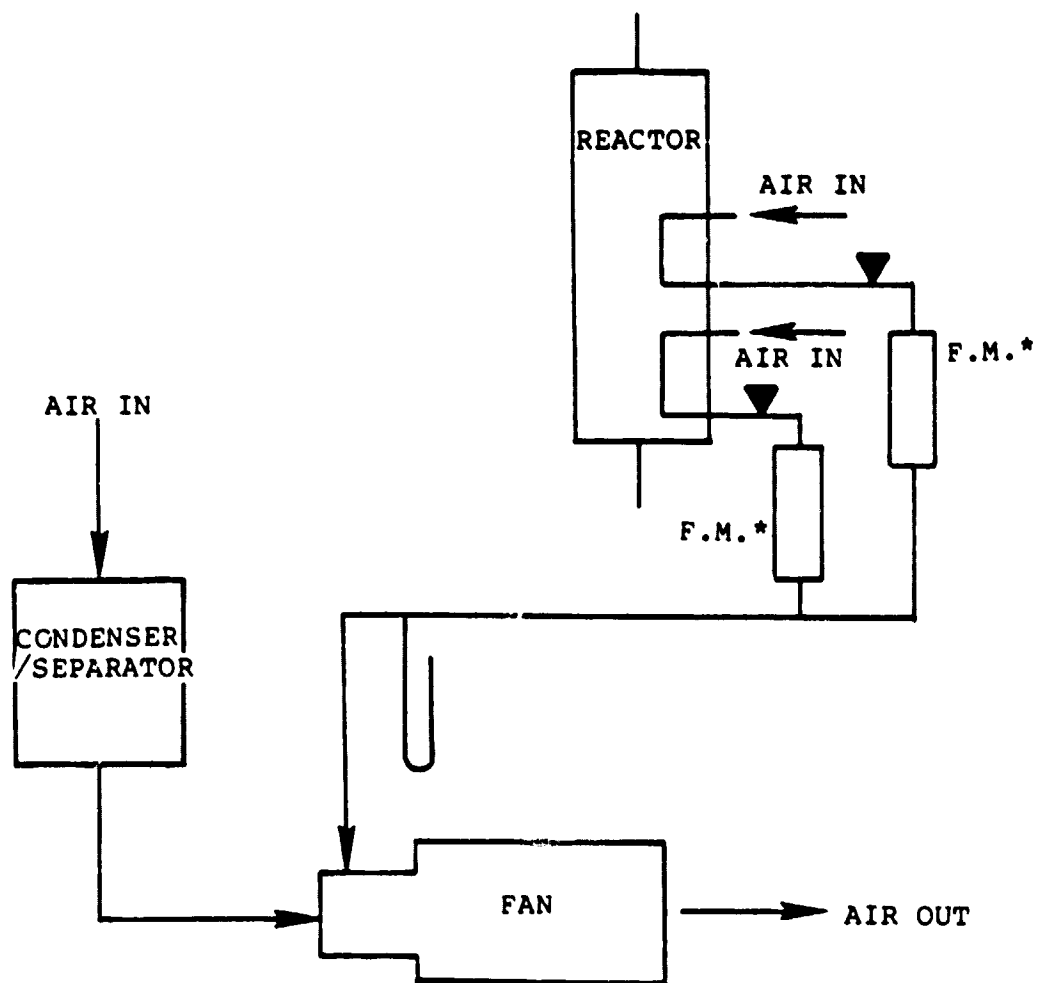 REACTOR
AIR IN
AIR IN
F.M.*
AIR IN
F.M.*
CONDENSER
/SEPARATOR
FAN
AIR OUT